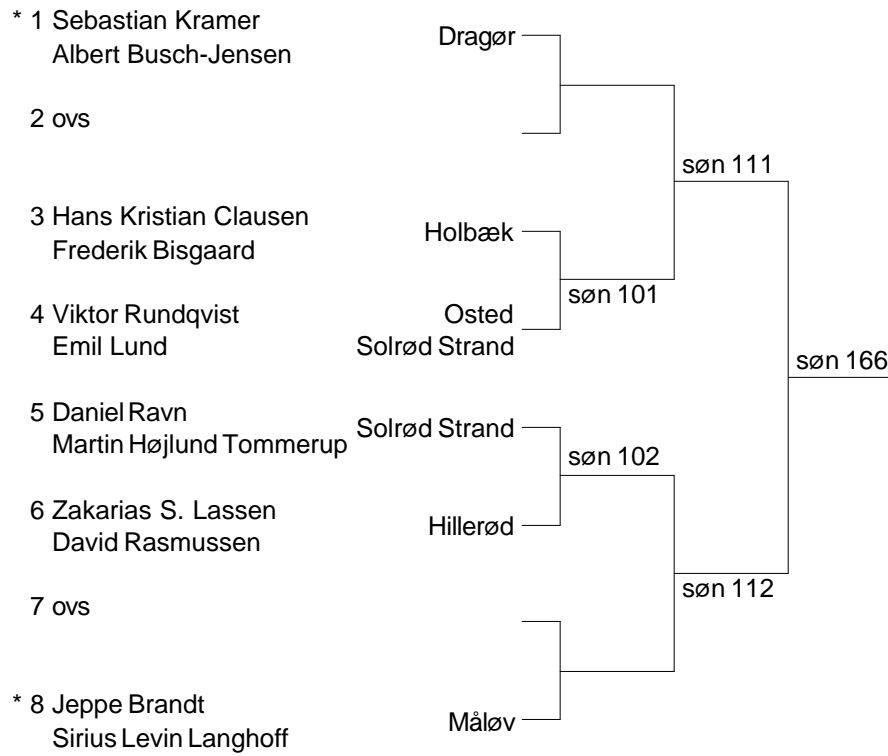 * 1 Sebastian Kramer Dragør
Albert Busch-Jensen
2 ovs
søn 111
3 Hans Kristian Clausen Holbæk
Frederik Bisgaard
søn 101
4 Viktor Rundqvist Osted
Emil Lund Solrød Strand
søn 166
5 Daniel Ravn Solrød Strand
Martin Højlund Tommerup
søn 102
6 Zakarias S. Lassen Hillerød
David Rasmussen
søn 112
7 ovs
* 8 Jeppe Brandt Måløv
Sirius Levin Langhoff